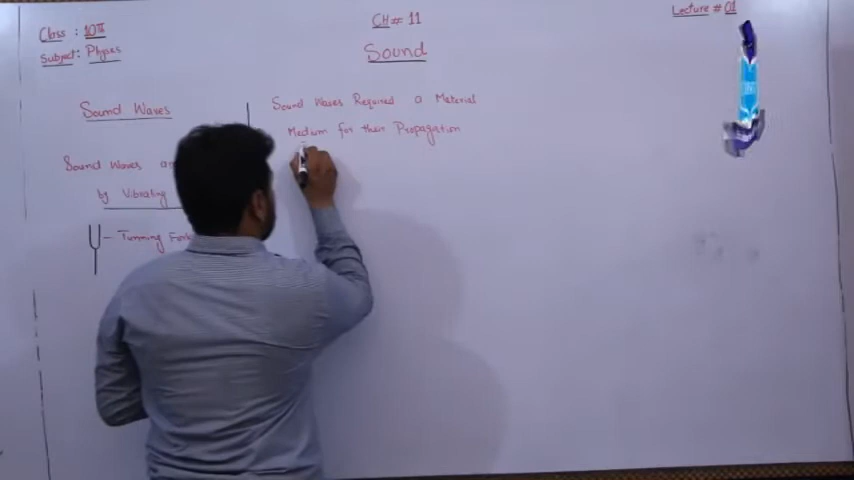 Class : 10th
Subject : Physics
CH # 11
Sound
Lecture # 01
Sound Waves
Sound Waves
by Vibrating
Tunning Fork
Sound Waves Required a Material
Medium for their Propagation